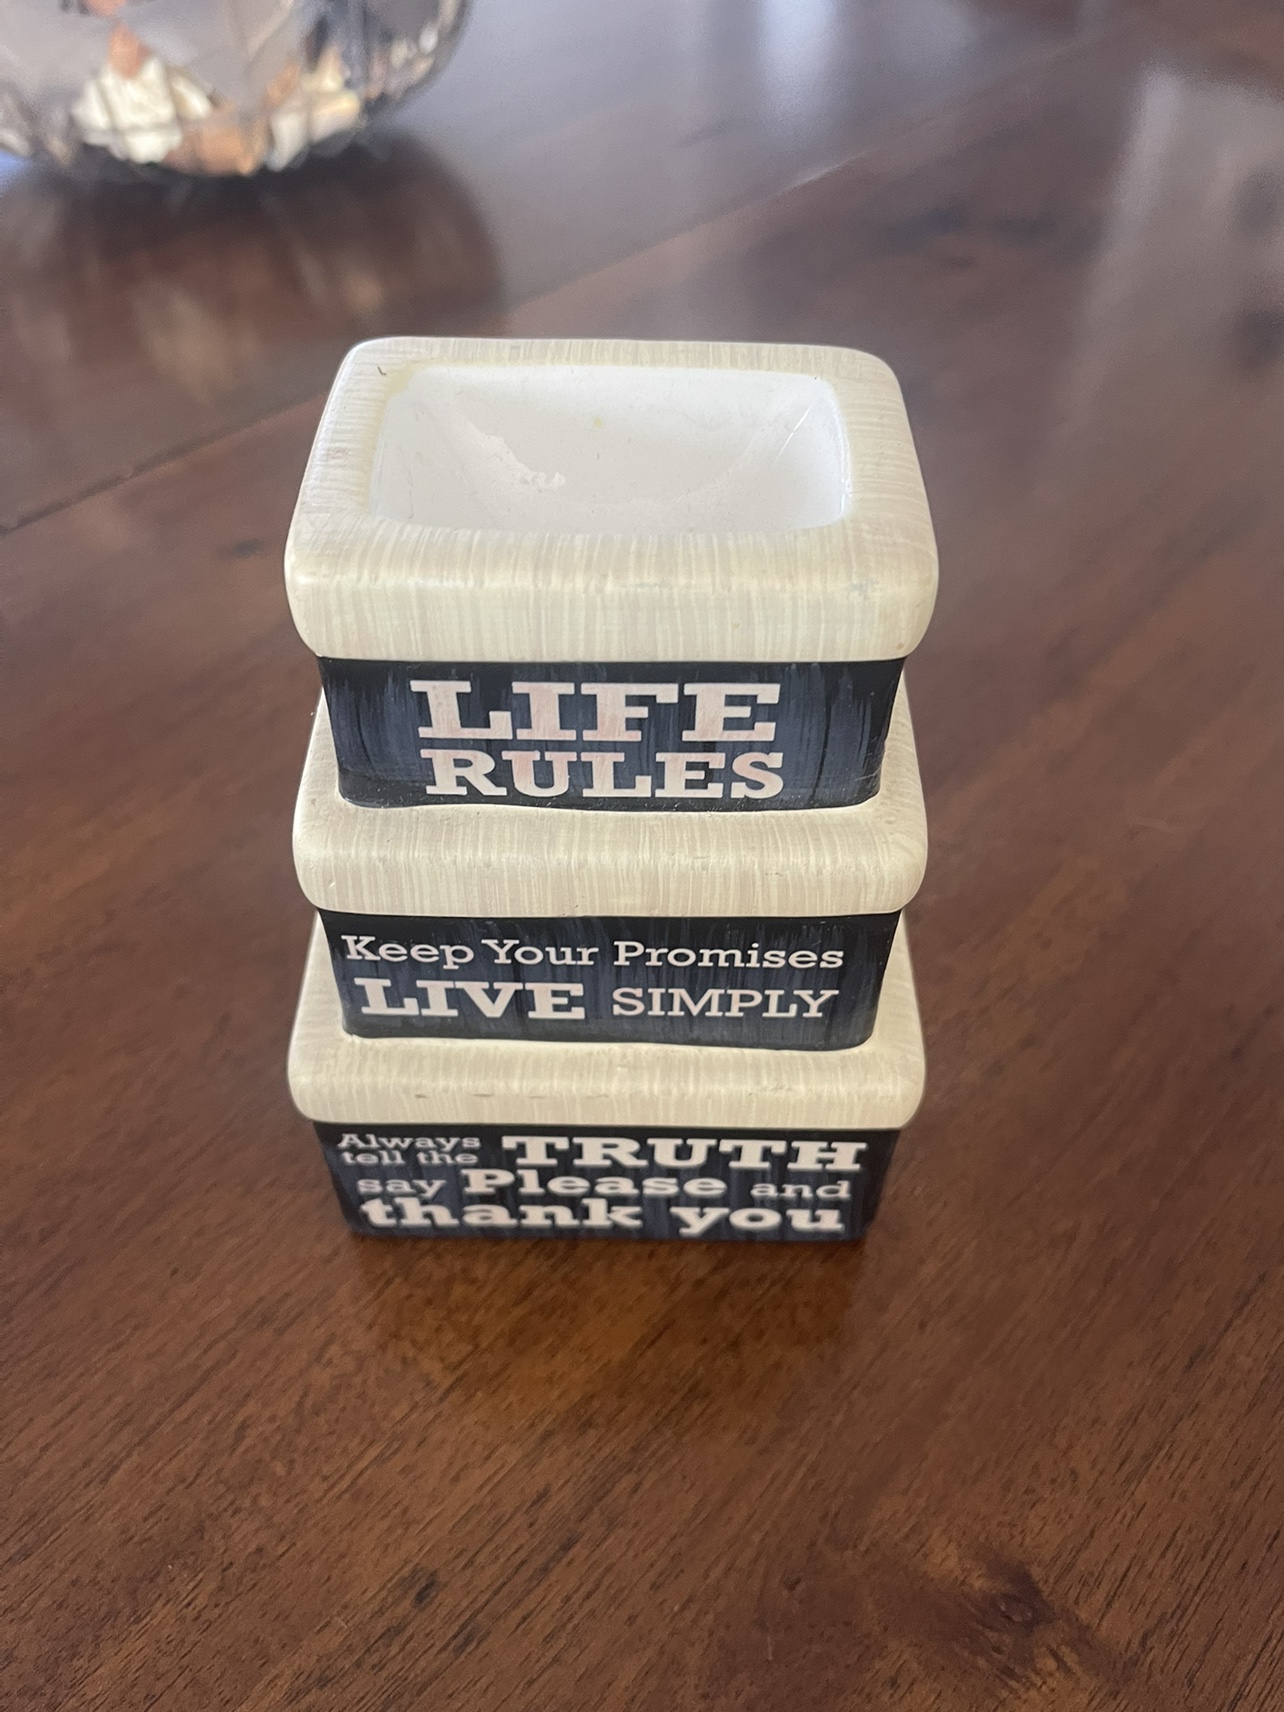 LIFE
RULES
Keep Your Promises
LIVE SIMPLY
Always
tell the TRUTH
say Please and
thank you